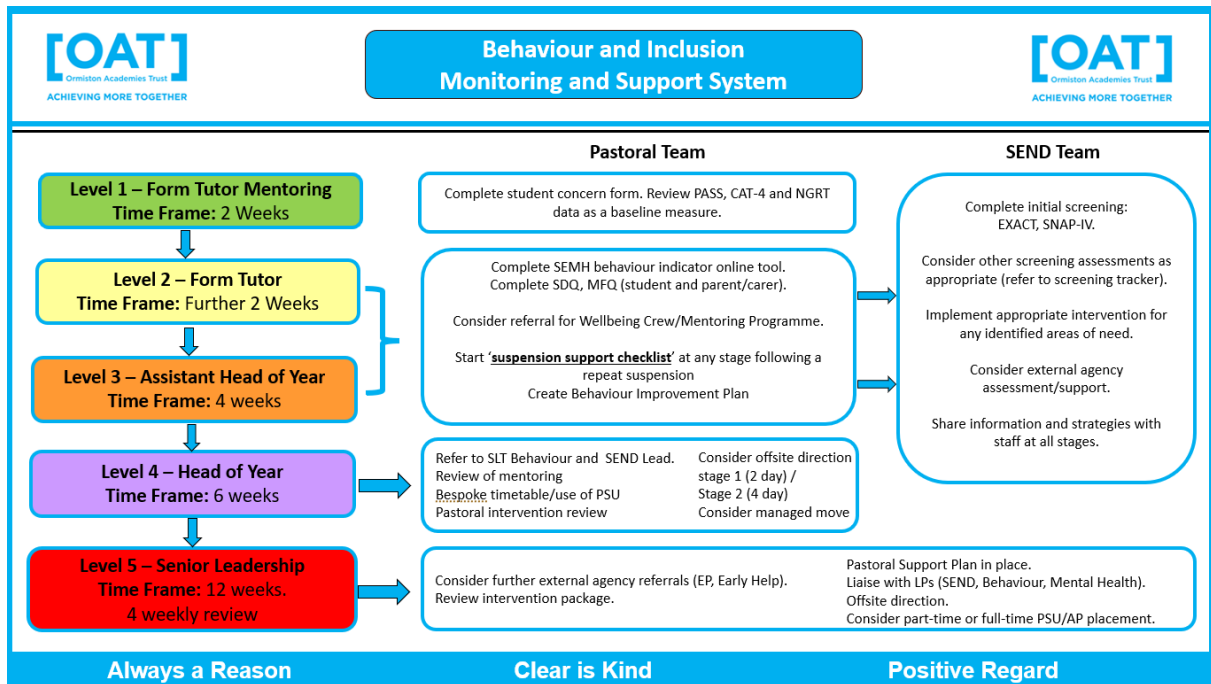 [OAT]
Ormiston Academies Trust
ACHIEVING MORE TOGETHER
Behaviour and Inclusion
Monitoring and Support System
[OAT]
Ormiston Academies Trust
ACHIEVING MORE TOGETHER
Pastoral Team
SEND Team
Level 1 – Form Tutor Mentoring
Time Frame: 2 Weeks
Complete student concern form. Review PASS, CAT-4 and NGRT
data as a baseline measure.
Level 2 – Form Tutor
Time Frame: Further 2 Weeks
Level 3 – Assistant Head of Year
Time Frame: 4 weeks
Complete SEMH behaviour indicator online tool.
Complete SDQ, MFQ (student and parent/carer).
Consider referral for Wellbeing Crew/Mentoring Programme.
Start ‘suspension support checklist’ at any stage following a
repeat suspension
Create Behaviour Improvement Plan
Complete initial screening:
EXACT, SNAP-IV.
Consider other screening assessments as
appropriate (refer to screening tracker).
Implement appropriate intervention for
any identified areas of need.
Consider external agency
assessment/support.
Share information and strategies with
staff at all stages.
Level 4 – Head of Year
Time Frame: 6 weeks
Refer to SLT Behaviour and SEND Lead.
Review of mentoring
Bespoke timetable/use of PSU
Pastoral intervention review
Consider offsite direction
stage 1 (2 day) /
Stage 2 (4 day)
Consider managed move
Level 5 – Senior Leadership
Time Frame: 12 weeks.
4 weekly review
Consider further external agency referrals (EP, Early Help).
Review intervention package.
Pastoral Support Plan in place.
Liaise with LPs (SEND, Behaviour, Mental Health).
Offsite direction.
Consider part-time or full-time PSU/AP placement.
Always a Reason
Clear is Kind
Positive Regard